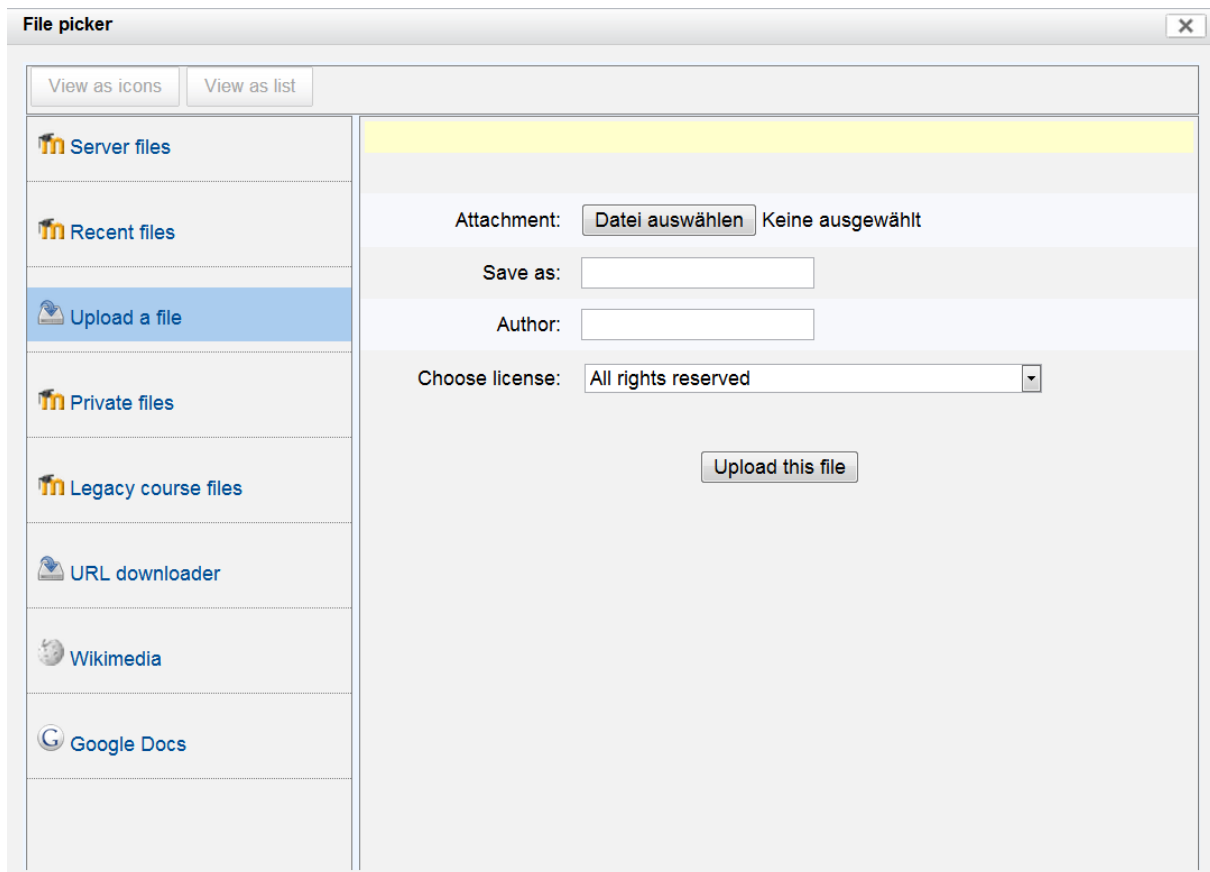 File picker
View as icons View as list
Server files
Recent files
Upload a file
Private files
Legacy course files
URL downloader
Wikimedia
Google Docs
Attachment: Datei auswählen Keine ausgewählt
Save as:
Author:
Choose license: All rights reserved
Upload this file